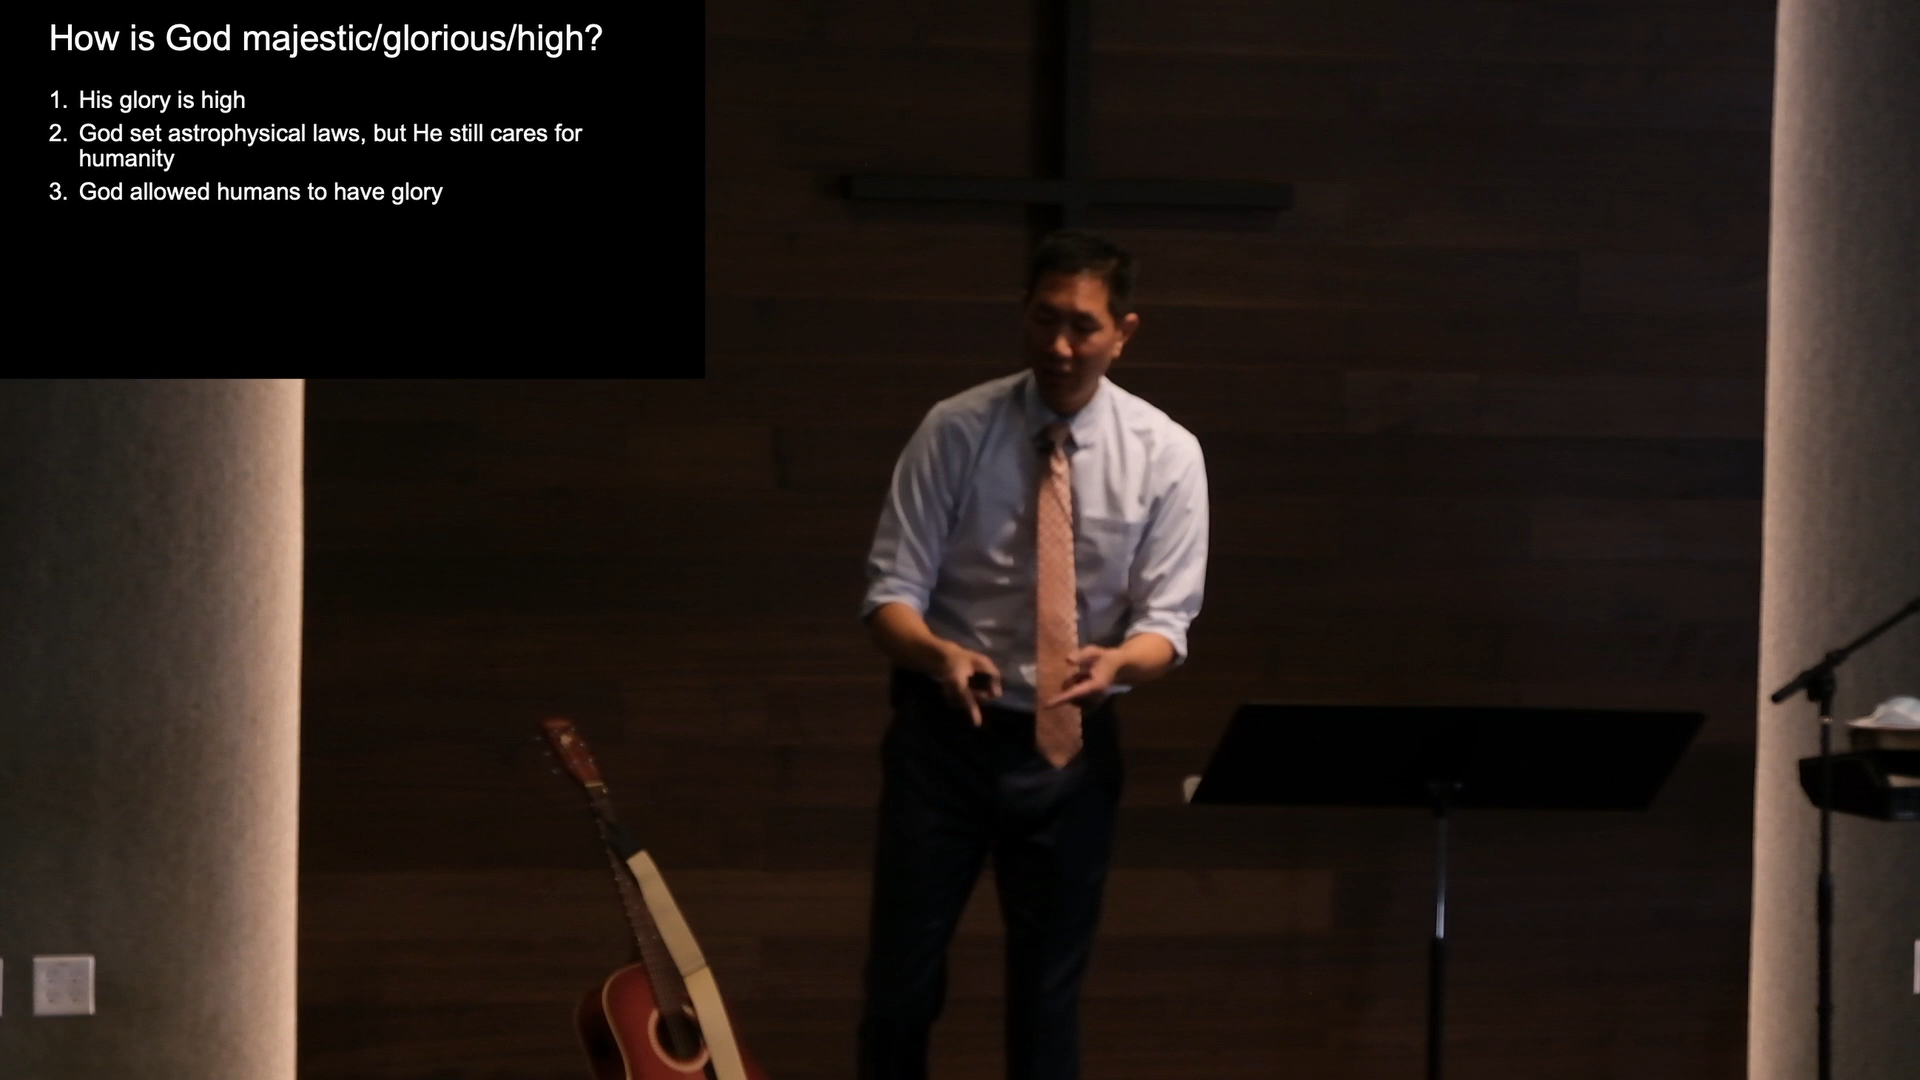 How is God majestic/glorious/high?
1. His glory is high
2. God set astrophysical laws, but He still cares for
humanity
3. God allowed humans to have glory